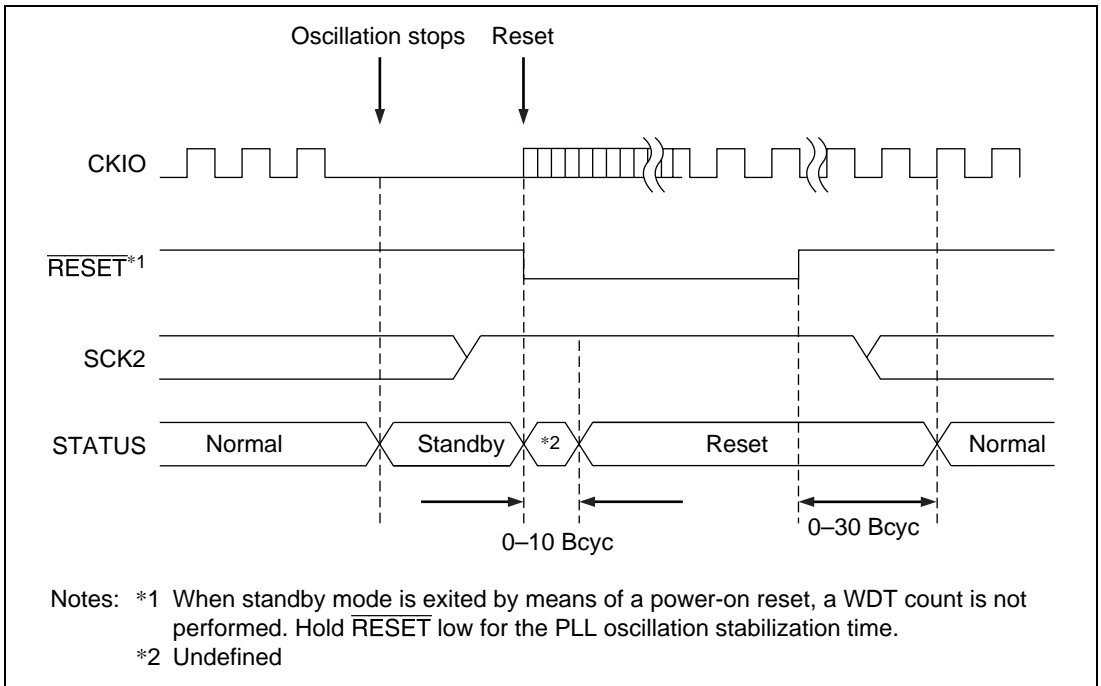 Oscillation stops Reset
CKIO
RESET*1
SCK2
STATUS Normal Standby *2 Reset Normal
0–10 Bcyc
0–30 Bcyc
Notes: *1 When standby mode is exited by means of a power-on reset, a WDT count is not
performed. Hold RESET low for the PLL oscillation stabilization time.
*2 Undefined